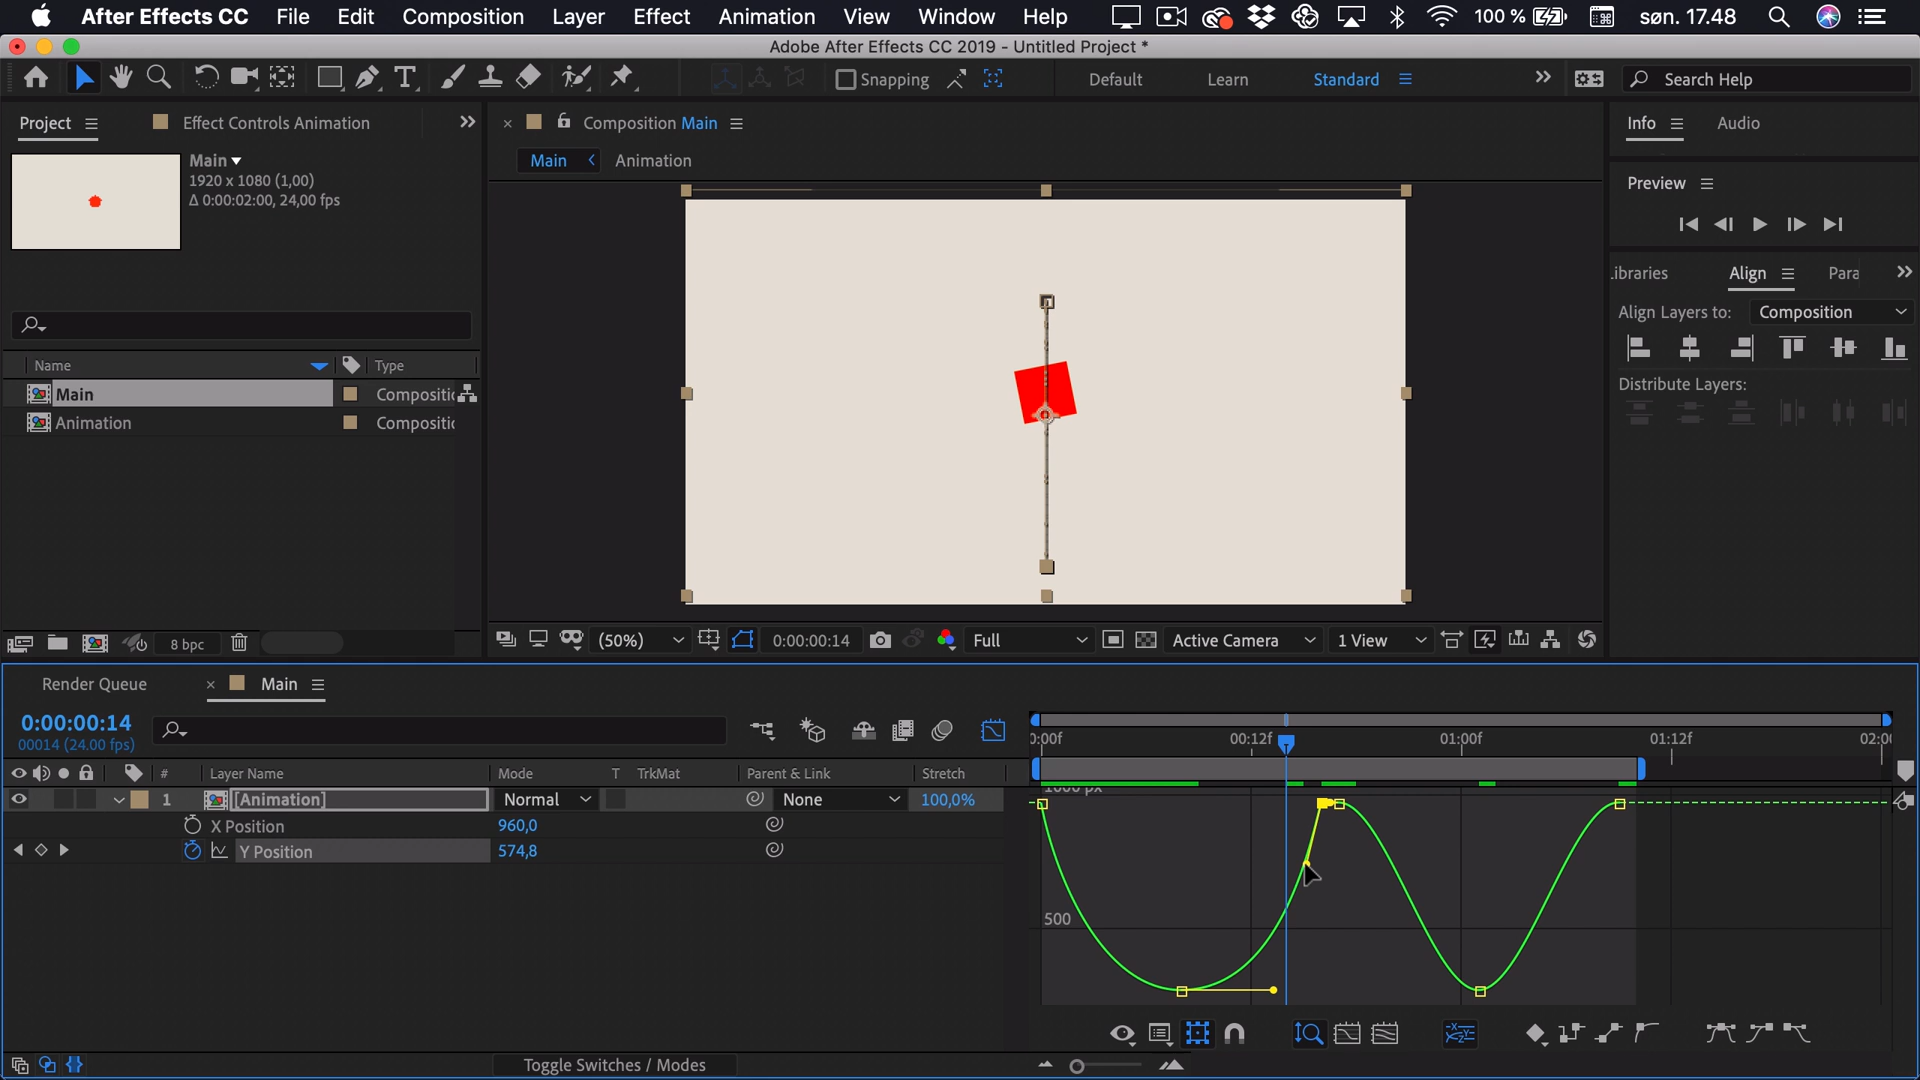 After Effects CC File Edit Composition Layer Effect Animation View Window Help 100 % søn. 17.48
Adobe After Effects CC 2019 - Untitled Project *
Snapping Default Learn Standard Search Help
Project Effect Controls Animation
Main
1920 x 1080 (1,00)
Δ 0:00:02:00, 24,00 fps
Name Type
Main Compositi
Animation Compositi
8 bpc
Composition Main
Main Animation
(50%) 0:00:00:14 Full Active Camera 1 View
Info Audio
Preview
ibraries Align Para
Align Layers to: Composition
Distribute Layers:
Render Queue Main
0:00:00:14
00014 (24.00 fps)
):00f 00:12f 01:00f 01:12f 02:00
# Layer Name Mode T TrkMat Parent & Link Stretch
1 [Animation] Normal None 100,0%
X Position 960,0
Y Position 574,8
1000 px
500
Toggle Switches / Modes